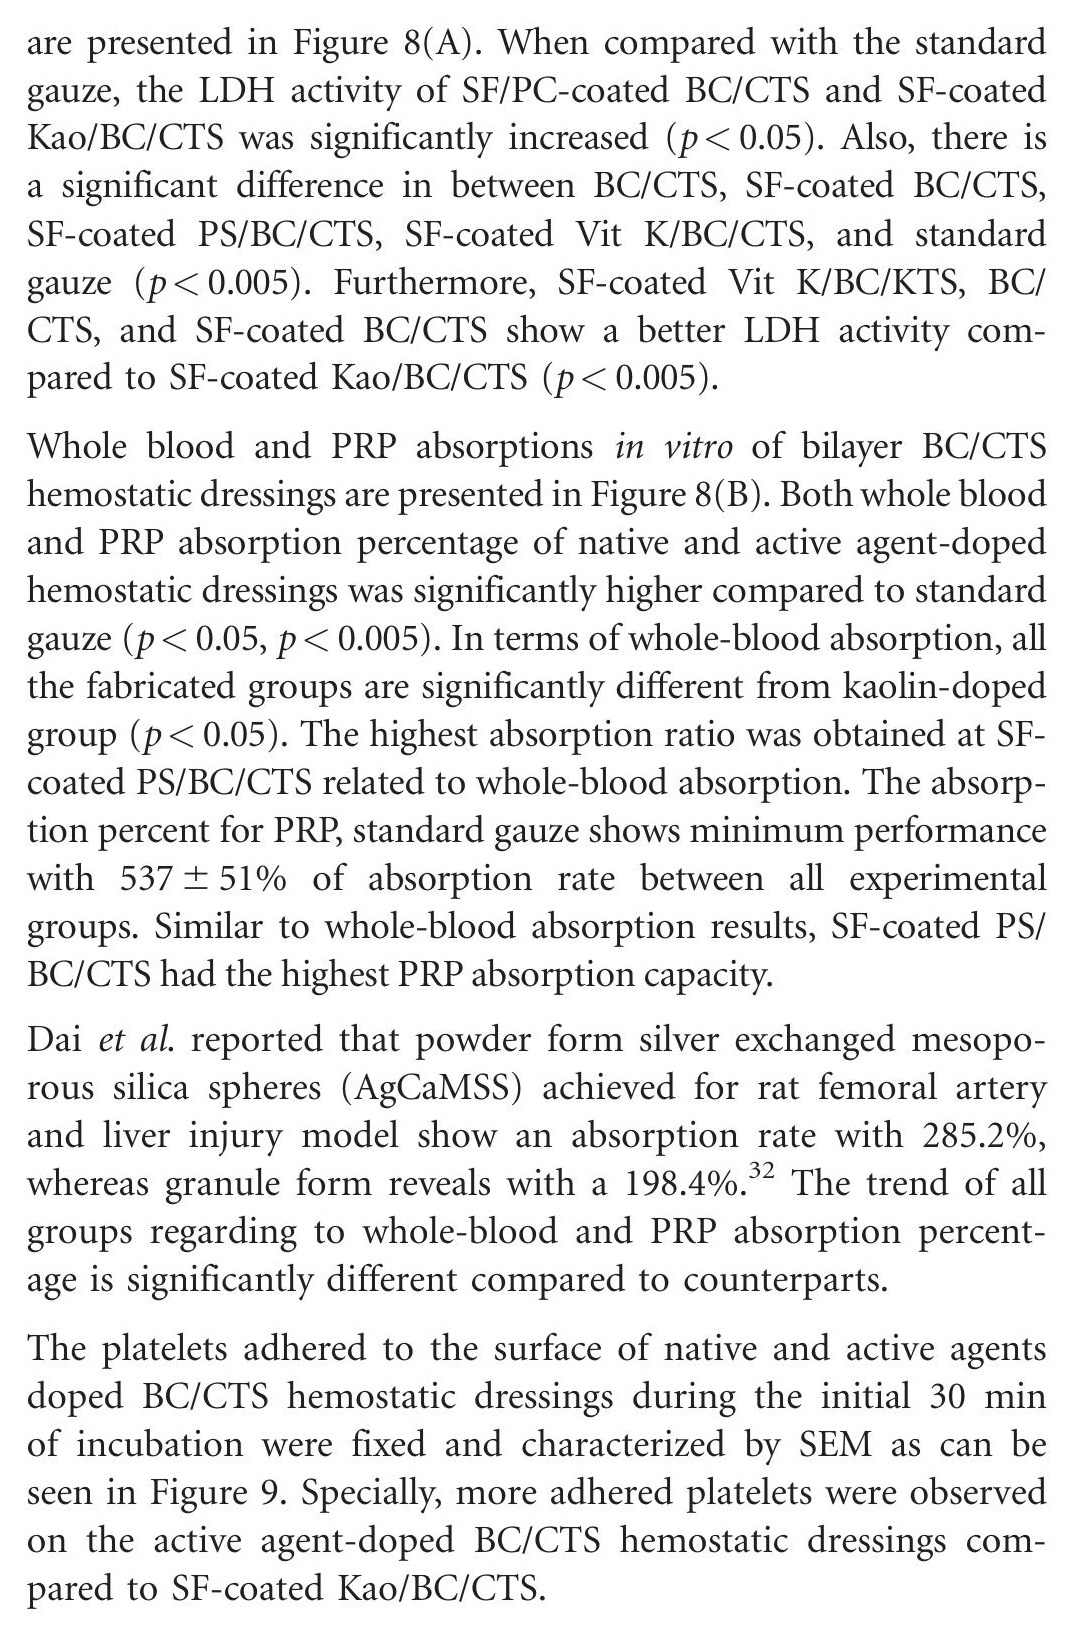 are presented in Figure 8(A). When compared with the standard
gauze, the LDH activity of SF/PC-coated BC/CTS and SF-coated
Kao/BC/CTS was significantly increased (p < 0.05). Also, there is
a significant difference in between BC/CTS, SF-coated BC/CTS,
SF-coated PS/BC/CTS, SF-coated Vit K/BC/CTS, and standard
gauze (p < 0.005). Furthermore, SF-coated Vit K/BC/KTS, BC/
CTS, and SF-coated BC/CTS show a better LDH activity com-
pared to SF-coated Kao/BC/CTS (p < 0.005).
Whole blood and PRP absorptions in vitro of bilayer BC/CTS
hemostatic dressings are presented in Figure 8(B). Both whole blood
and PRP absorption percentage of native and active agent-doped
hemostatic dressings was significantly higher compared to standard
gauze (p < 0.05, p < 0.005). In terms of whole-blood absorption, all
the fabricated groups are significantly different from kaolin-doped
group (p < 0.05). The highest absorption ratio was obtained at SF-
coated PS/BC/CTS related to whole-blood absorption. The absorp-
tion percent for PRP, standard gauze shows minimum performance
with 537 ± 51% of absorption rate between all experimental
groups. Similar to whole-blood absorption results, SF-coated PS/
BC/CTS had the highest PRP absorption capacity.
Dai et al. reported that powder form silver exchanged mesopo-
rous silica spheres (AgCaMSS) achieved for rat femoral artery
and liver injury model show an absorption rate with 285.2%,
whereas granule form reveals with a 198.4%.32 The trend of all
groups regarding to whole-blood and PRP absorption percent-
age is significantly different compared to counterparts.
The platelets adhered to the surface of native and active agents
doped BC/CTS hemostatic dressings during the initial 30 min
of incubation were fixed and characterized by SEM as can be
seen in Figure 9. Specially, more adhered platelets were observed
on the active agent-doped BC/CTS hemostatic dressings com-
pared to SF-coated Kao/BC/CTS.